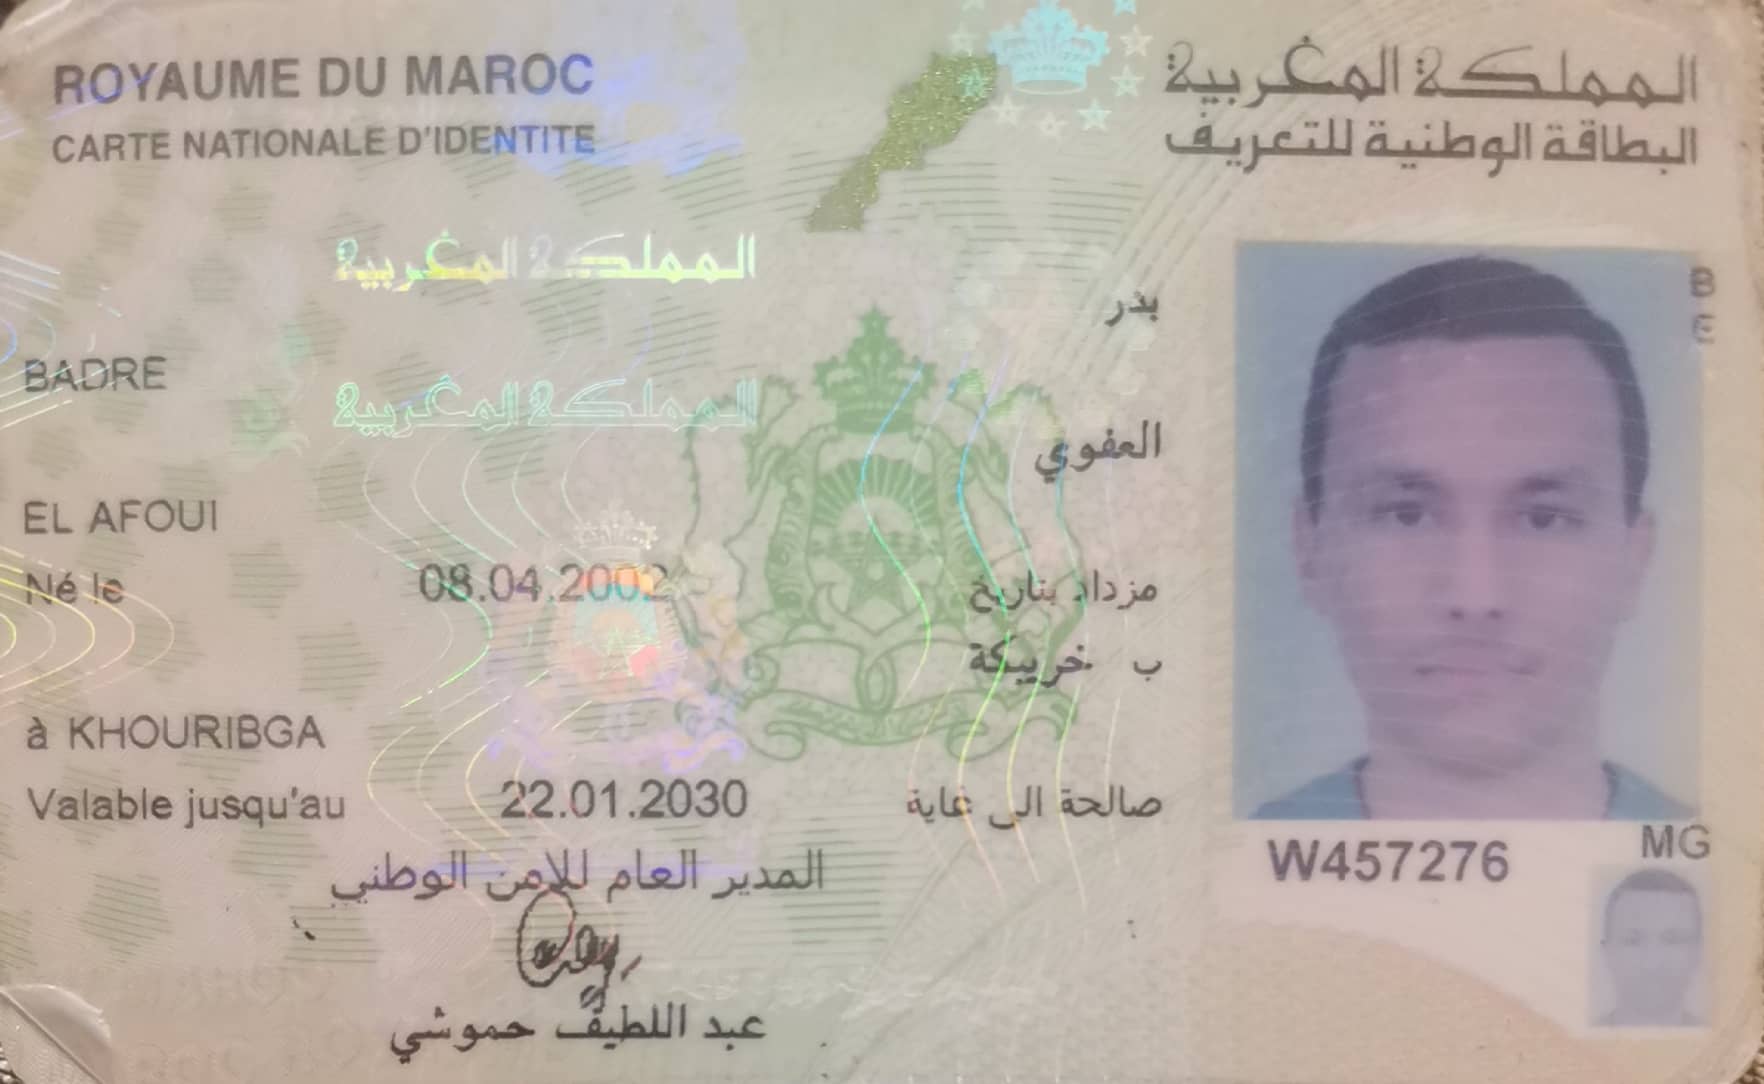 ROYAUME DU MAROC
المملكة المغربية
CARTE NATIONALE D'IDENTITE
البطاقة الوطنية للتعريف
المملكة المغربية
بدر
BADRE
المملكة المغربية
العفوي
EL AFOUI
Né le 08.04.2002 مزداد بتاريخ
ب خريبكة
à KHOURIBGA
Valable jusqu'au 22.01.2030 صالحة الى غاية
W457276
MG
المدير العام للأمن الوطني
عبد اللطيف حموشي